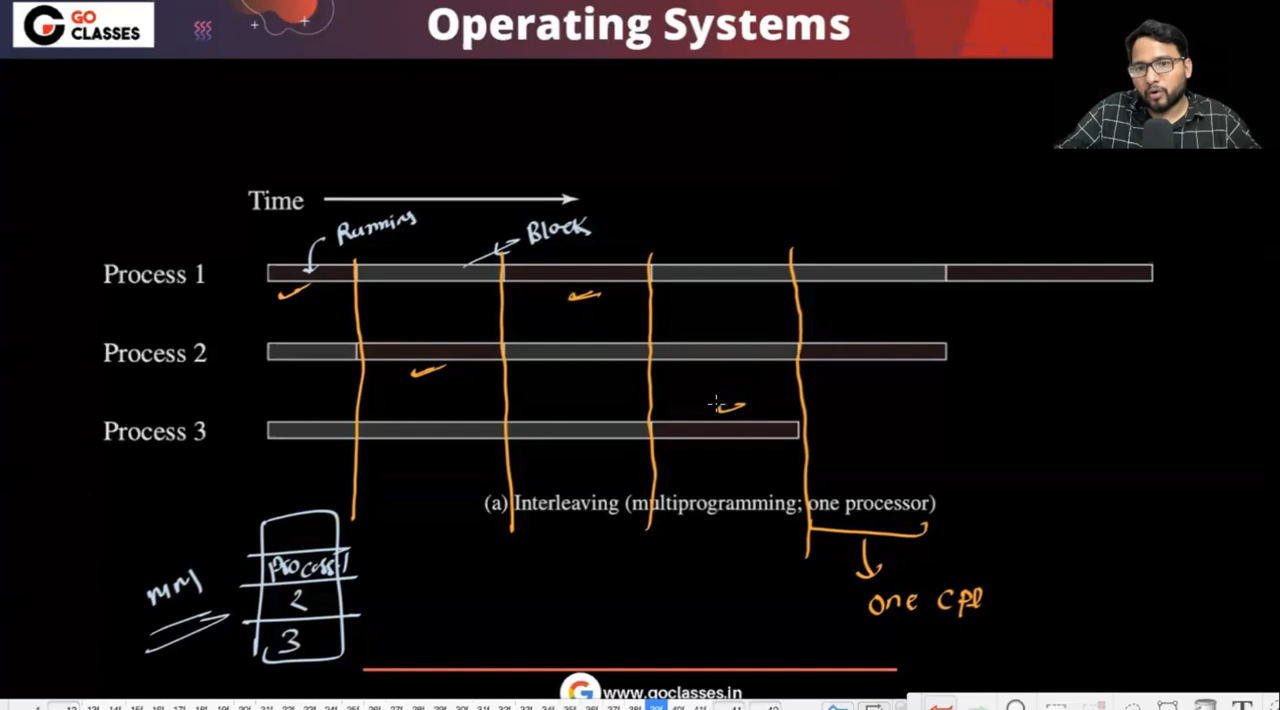 GO
CLASSES
Operating Systems
Time
Running
Block
Process 1
Process 2
Process 3
(a) Interleaving (multiprogramming; one processor)
MM
Process 1
2
3
one CPU
www.goclasses.in